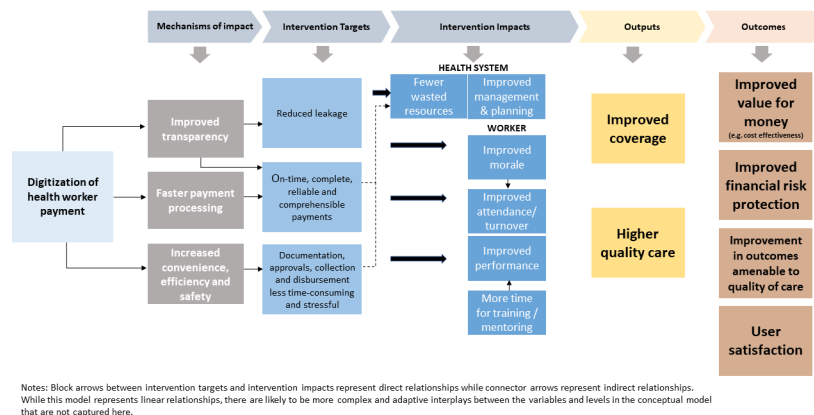 Mechanisms of impact
Intervention Targets
Intervention Impacts
Outputs
Outcomes
Digitization of
health worker
payment
Improved
transparency
Faster payment
processing
Increased
convenience,
efficiency and
safety
Reduced leakage
On-time, complete,
reliable and
comprehensible
payments
Documentation,
approvals, collection
and disbursement
less time-consuming
and stressful
HEALTH SYSTEM
Fewer
wasted
resources
Improved
management
& planning
WORKER
Improved
morale
Improved
attendance/
turnover
Improved
performance
More time
for training /
mentoring
Improved
coverage
Higher
quality care
Improved
value for
money
(e.g. cost effectiveness)
Improved
financial risk
protection
Improvement
in outcomes
amenable to
quality of care
User
satisfaction
Notes: Block arrows between intervention targets and intervention impacts represent direct relationships while connector arrows represent indirect relationships.
While this model represents linear relationships, there are likely to be more complex and adaptive interplays between the variables and levels in the conceptual model
that are not captured here.